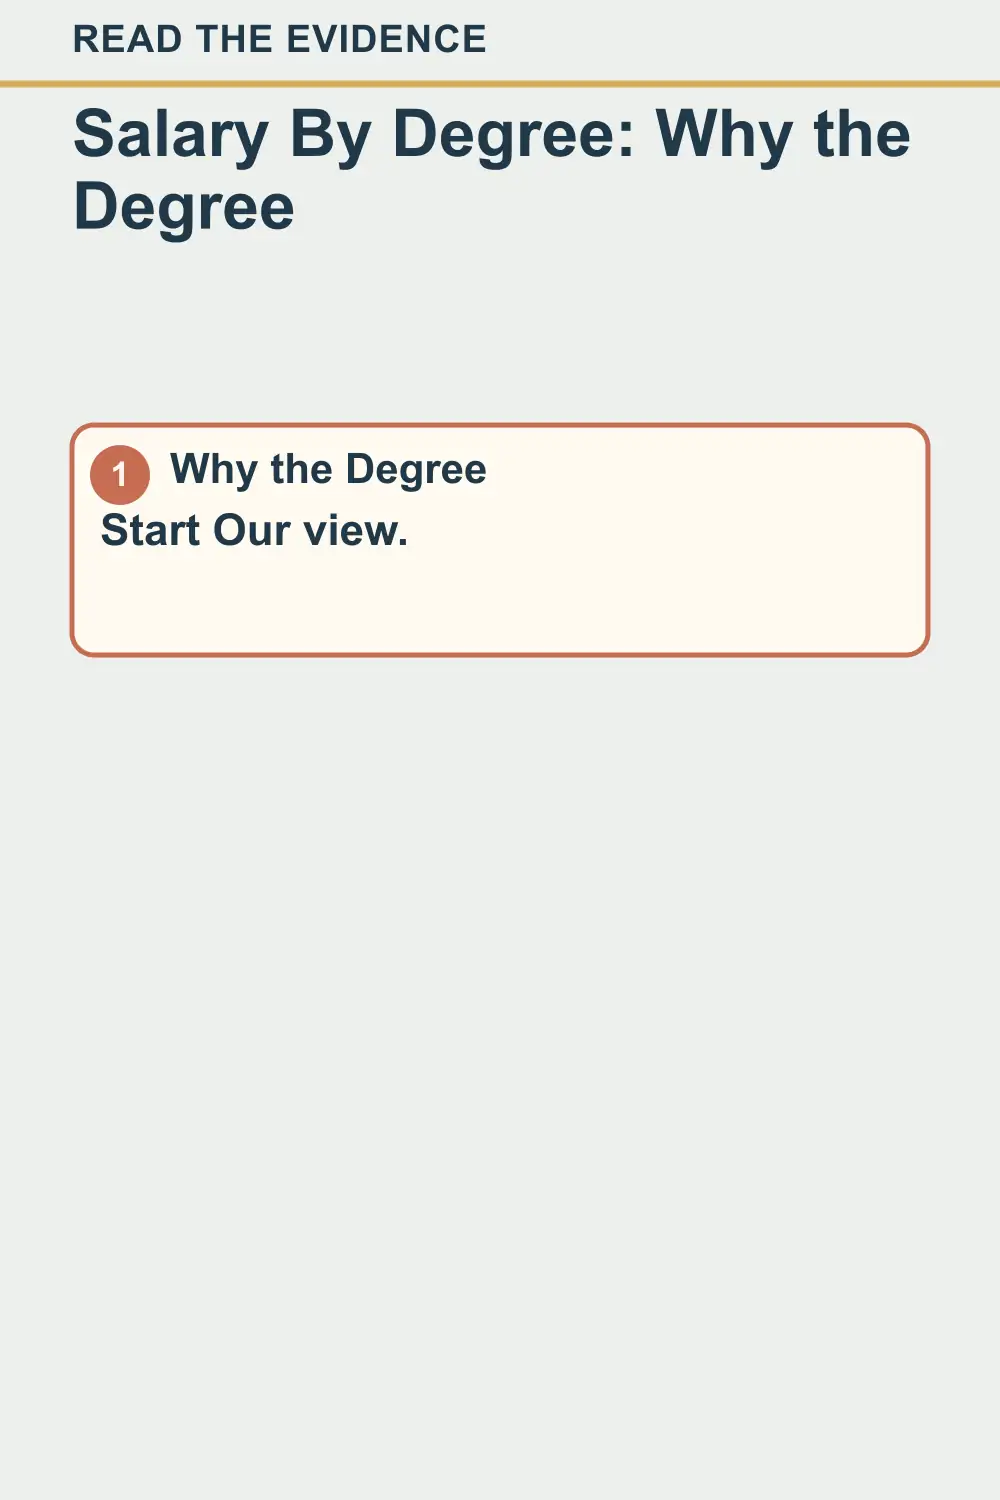 READ THE EVIDENCE
Salary By Degree: Why the
Degree
1 Why the Degree
Start Our view.